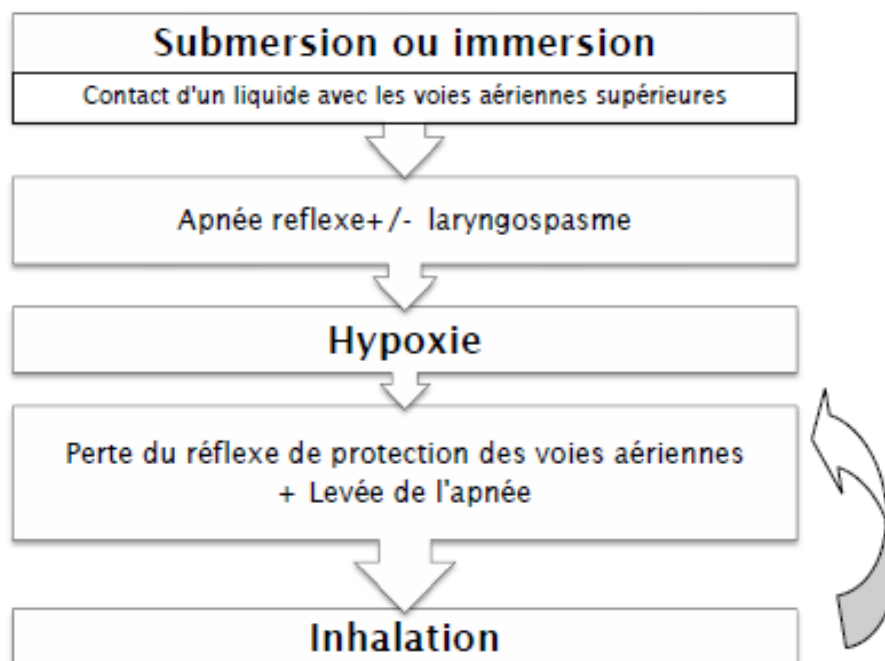 Submersion ou immersion
Contact d'un liquide avec les voies aériennes supérieures
Apnée reflexe+/- laryngospasme
Hypoxie
Perte du réflexe de protection des voies aériennes
+ Levée de l'apnée
Inhalation